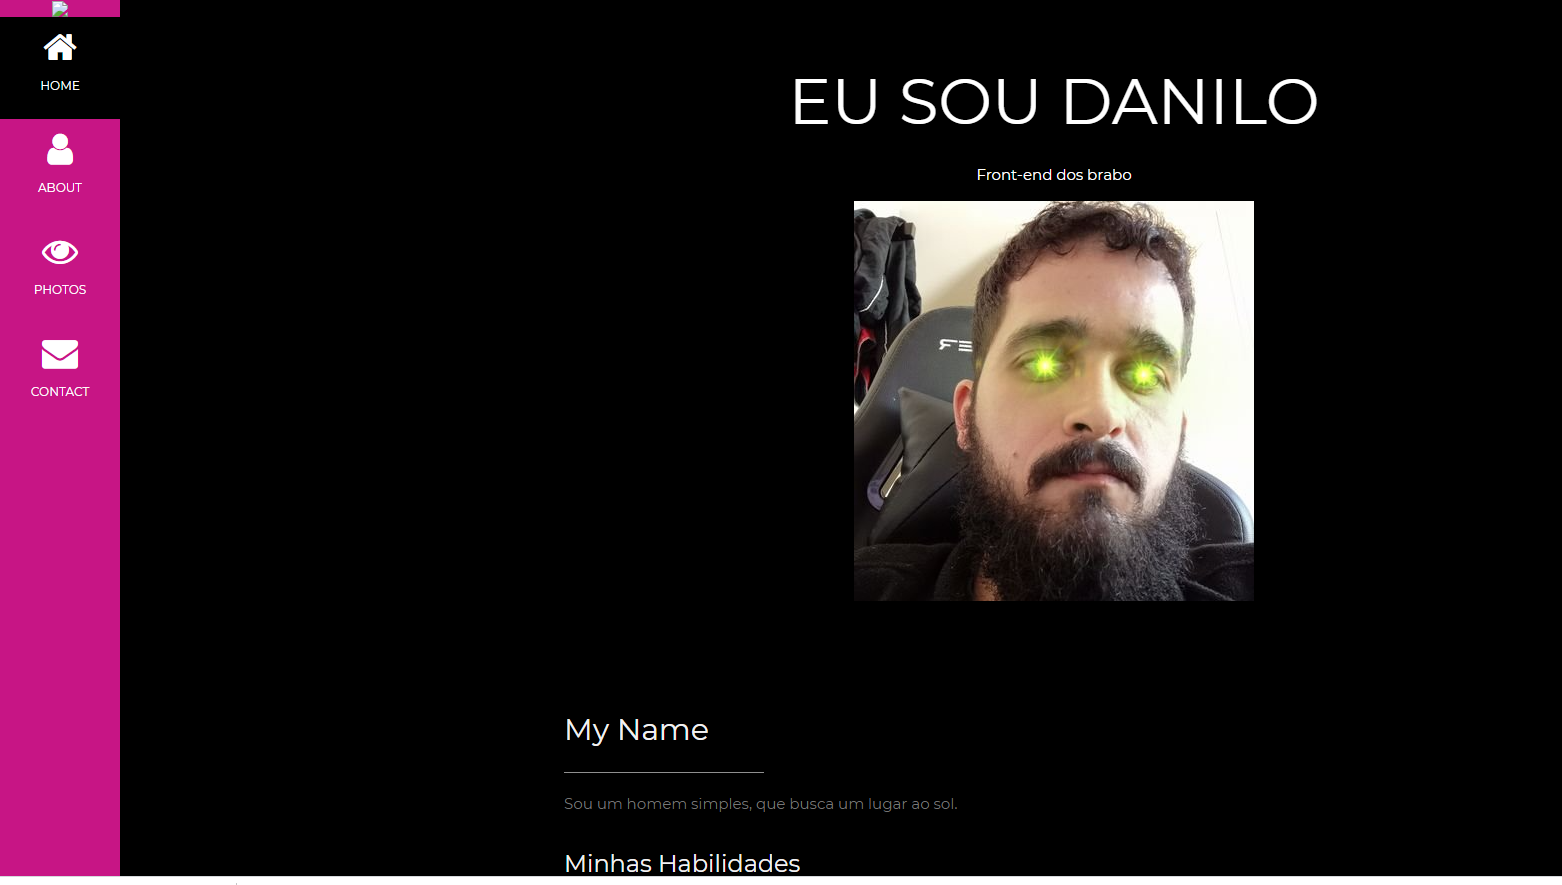 HOME
ABOUT
PHOTOS
CONTACT
EU SOU DANILO
Front-end dos brabo
My Name
Sou um homem simples, que busca um lugar ao sol.
Minhas Habilidades